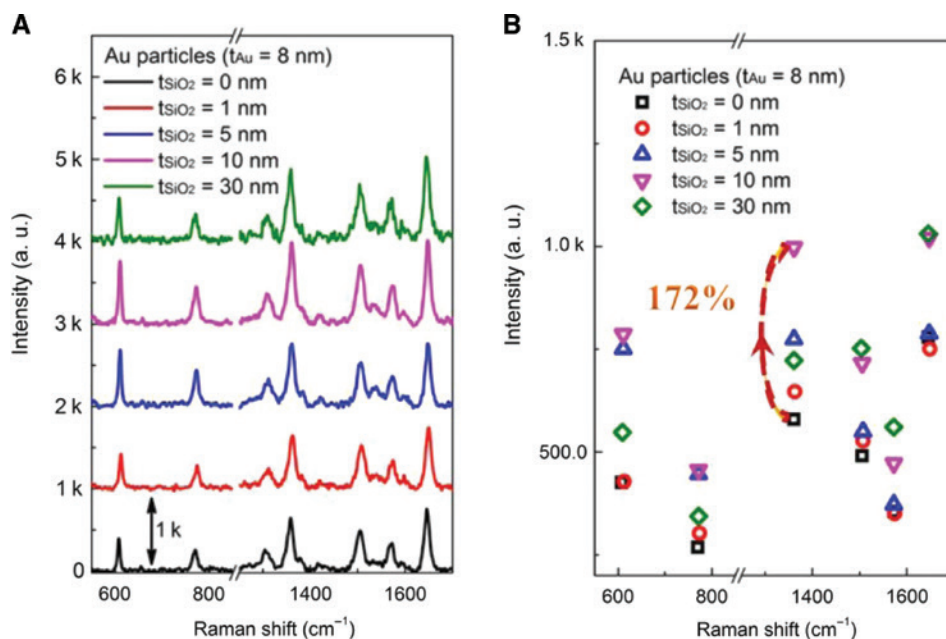 A
Au particles (tAu = 8 nm)
tSiO₂ = 0 nm
tSiO₂ = 1 nm
tSiO₂ = 5 nm
tSiO₂ = 10 nm
tSiO₂ = 30 nm
6 k
5 k
4 k
3 k
2 k
1 k
0
1 k
Intensity (a. u.)
600
800
1400
1600
Raman shift (cm⁻¹)
B
1.5 k
Au particles (tAu = 8 nm)
tSiO₂ = 0 nm
tSiO₂ = 1 nm
tSiO₂ = 5 nm
tSiO₂ = 10 nm
tSiO₂ = 30 nm
1.0 k
172%
500.0
Intensity (a. u.)
600
800
1400
1600
Raman shift (cm⁻¹)